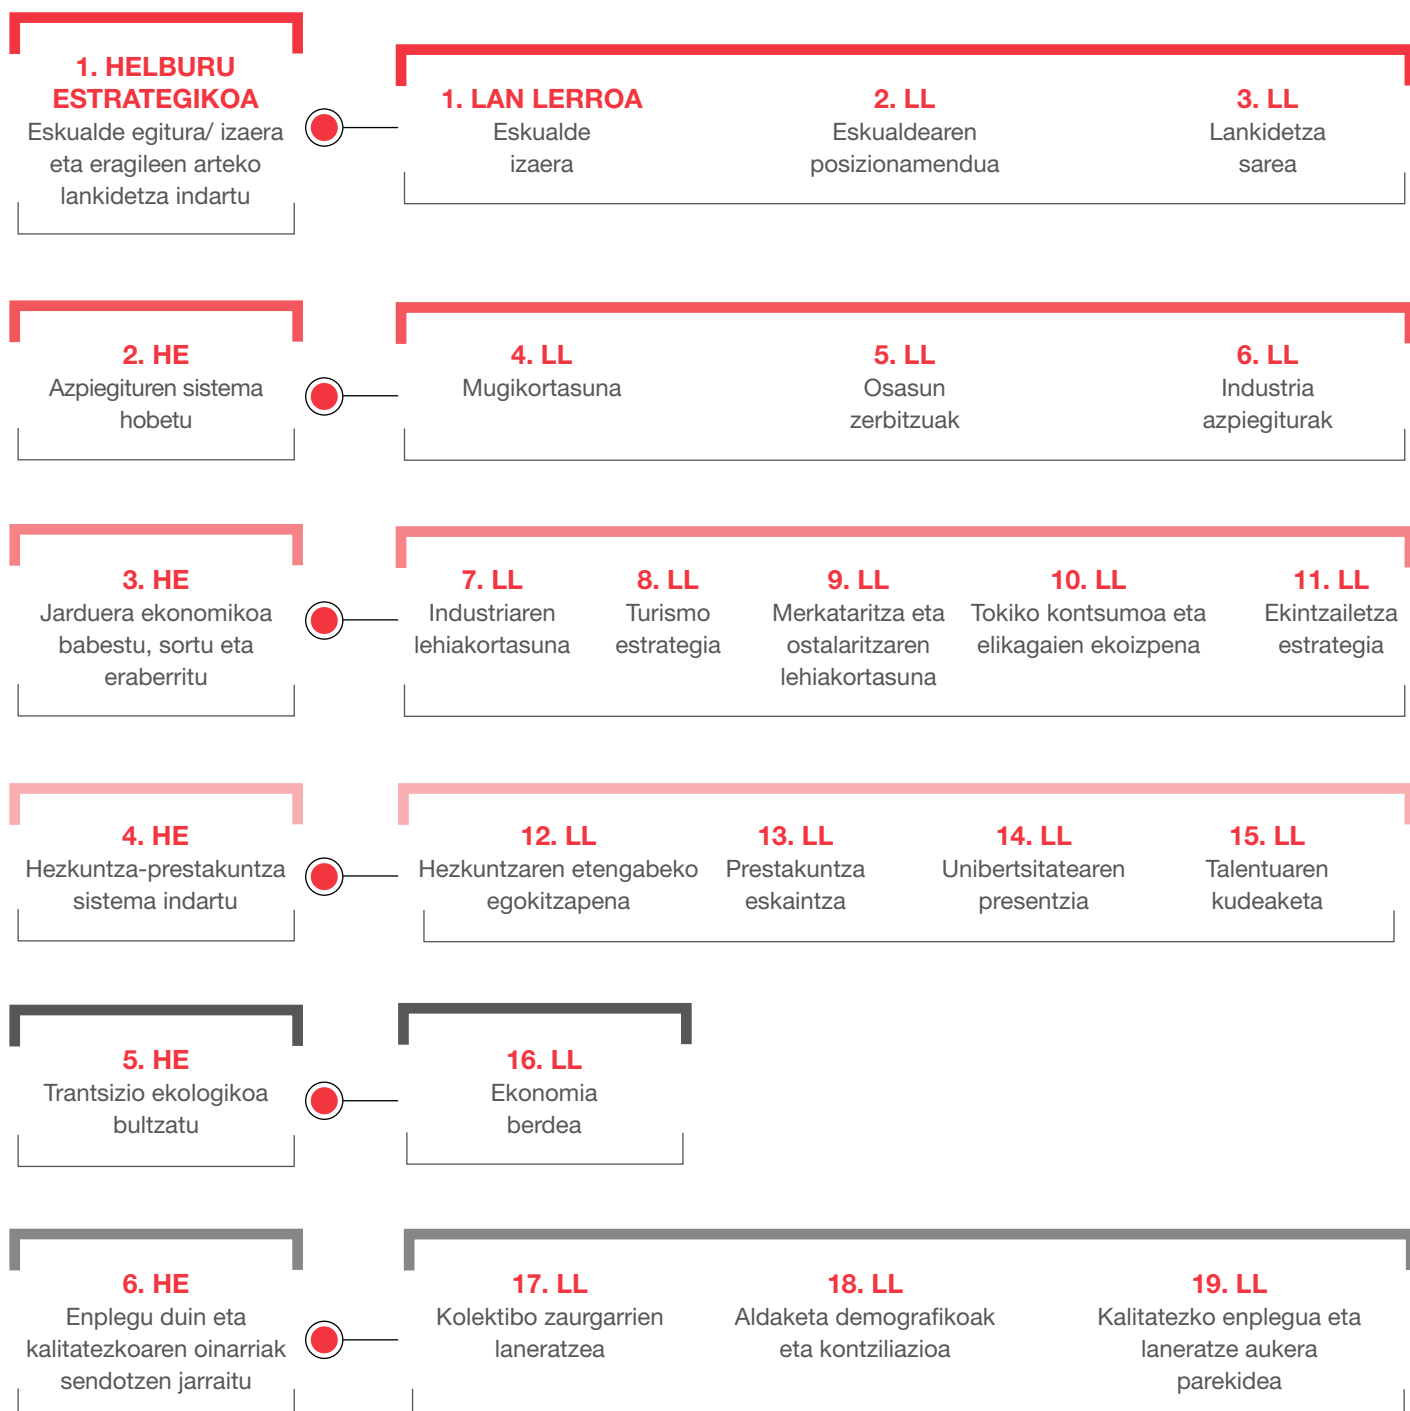 1. HELBURU
ESTRATEGIKOA
Eskualde egitura/ izaera
eta eragileen arteko
lankidetza indartu
1. LAN LERROA
Eskualde
izaera
2. LL
Eskualdearen
posizionamendua
3. LL
Lankidetza
sarea
2. HE
Azpiegituren sistema
hobetu
4. LL
Mugikortasuna
5. LL
Osasun
zerbitzuak
6. LL
Industria
azpiegiturak
3. HE
Jarduera ekonomikoa
babestu, sortu eta
eraberritu
7. LL
Industriaren
lehiakortasuna
8. LL
Turismo
estrategia
9. LL
Merkataritza eta
ostalaritzaren
lehiakortasuna
10. LL
Tokiko kontsumoa eta
elikagaien ekoizpena
11. LL
Ekintzailetza
estrategia
4. HE
Hezkuntza-prestakuntza
sistema indartu
12. LL
Hezkuntzaren etengabeko
egokitzapena
13. LL
Prestakuntza
eskaintza
14. LL
Unibertsitatearen
presentzia
15. LL
Talentuaren
kudeaketa
5. HE
Trantsizio ekologikoa
bultzatu
16. LL
Ekonomia
berdea
6. HE
Enplegu duin eta
kalitatezkoaren oinarriak
sendotzen jarraitu
17. LL
Kolektibo zaurgarrien
laneratzea
18. LL
Aldaketa demografikoak
eta kontziliazioa
19. LL
Kalitatezko enplegua eta
laneratze aukera
parekidea